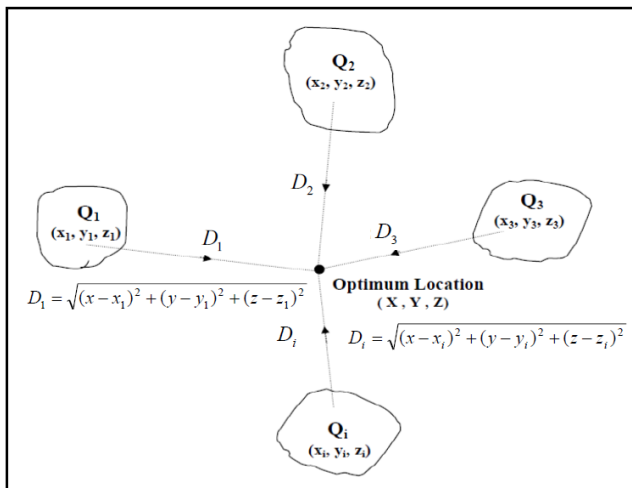 Q₂
(x₂, y₂, z₂)
D₂
Q₁
(x₁, y₁, z₁)
D₁
Q₃
(x₃, y₃, z₃)
D₃
Optimum Location
( X , Y , Z )
D₁ = √((x−x₁)² + (y−y₁)² + (z−z₁)²)
Dᵢ
Dᵢ = √((x−xᵢ)² + (y−yᵢ)² + (z−zᵢ)²)
Qᵢ
(xᵢ, yᵢ, zᵢ)